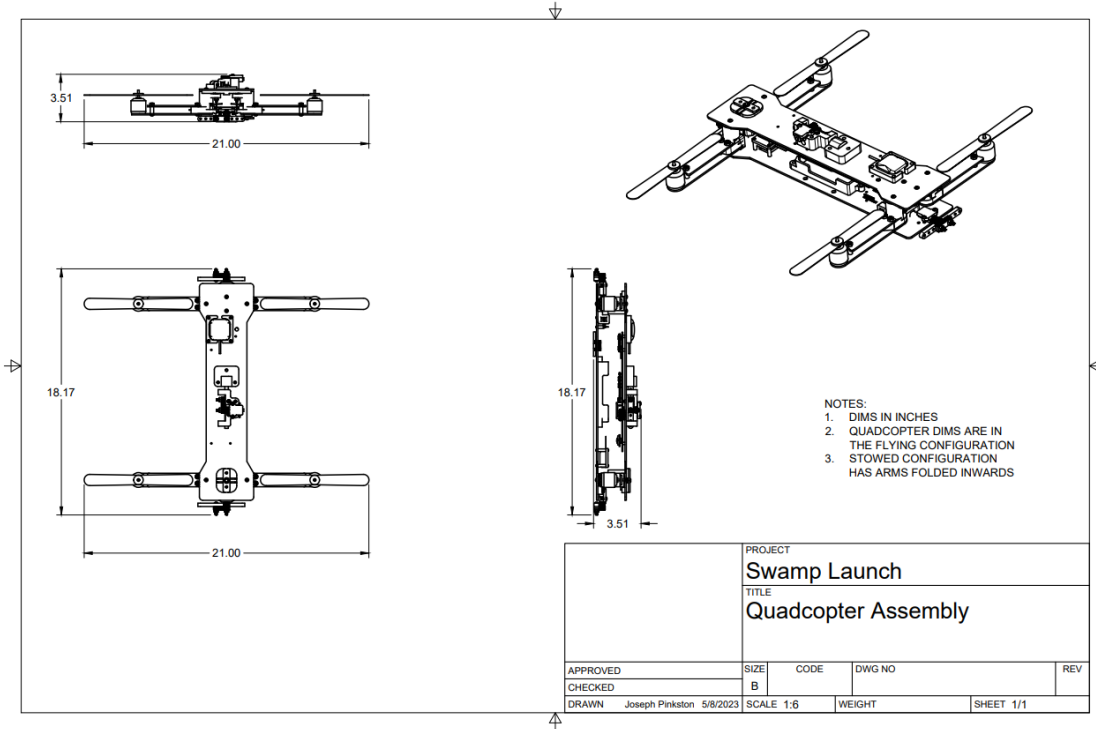 3.51
21.00
18.17
21.00
18.17
3.51
NOTES:
1. DIMS IN INCHES
2. QUADCOPTER DIMS ARE IN
THE FLYING CONFIGURATION
3. STOWED CONFIGURATION
HAS ARMS FOLDED INWARDS
PROJECT
Swamp Launch
TITLE
Quadcopter Assembly
APPROVED
SIZE CODE DWG NO REV
CHECKED
B
DRAWN Joseph Pinkston 5/8/2023 SCALE 1:6 WEIGHT SHEET 1/1